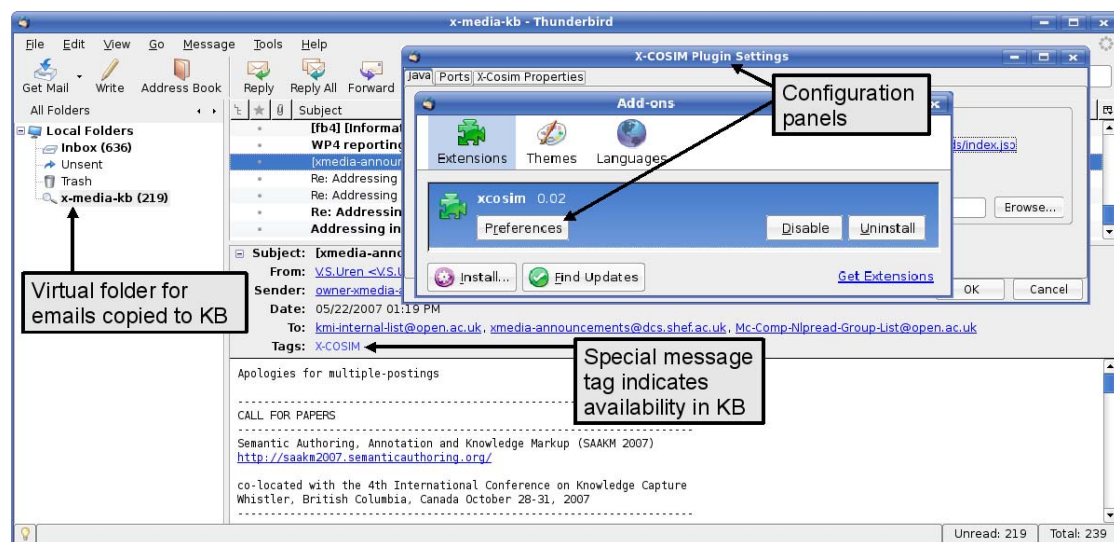 x-media-kb - Thunderbird
File Edit View Go Message Tools Help
Get Mail Write Address Book Reply Reply All Forward
All Folders
Local Folders
Inbox (636)
Unsent
Trash
x-media-kb (219)
Virtual folder for
emails copied to KB
Subject
[fb4] [Informat
WP4 reporting
[xmedia-announ
Re: Addressing
Re: Addressing
Re: Addressin
Addressing in
X-COSIM Plugin Settings
Java Ports X-Cosim Properties
Configuration
panels
ds/index.jsp
Browse...
OK Cancel
Add-ons
Extensions Themes Languages
xcosim 0.02
Preferences Disable Uninstall
Install... Find Updates Get Extensions
Subject: [xmedia-anno
From: V.S.Uren <V.S.U
Sender: owner-xmedia-a
Date: 05/22/2007 01:19 PM
To: kmi-internal-list@open.ac.uk, xmedia-announcements@dcs.shef.ac.uk, Mc-Comp-Nlpread-Group-List@open.ac.uk
Tags: X-COSIM
Special message
tag indicates
availability in KB
Apologies for multiple-postings
CALL FOR PAPERS
Semantic Authoring, Annotation and Knowledge Markup (SAAKM 2007)
http://saakm2007.semanticauthoring.org/
co-located with the 4th International Conference on Knowledge Capture
Whistler, British Columbia, Canada October 28-31, 2007
Unread: 219 Total: 239